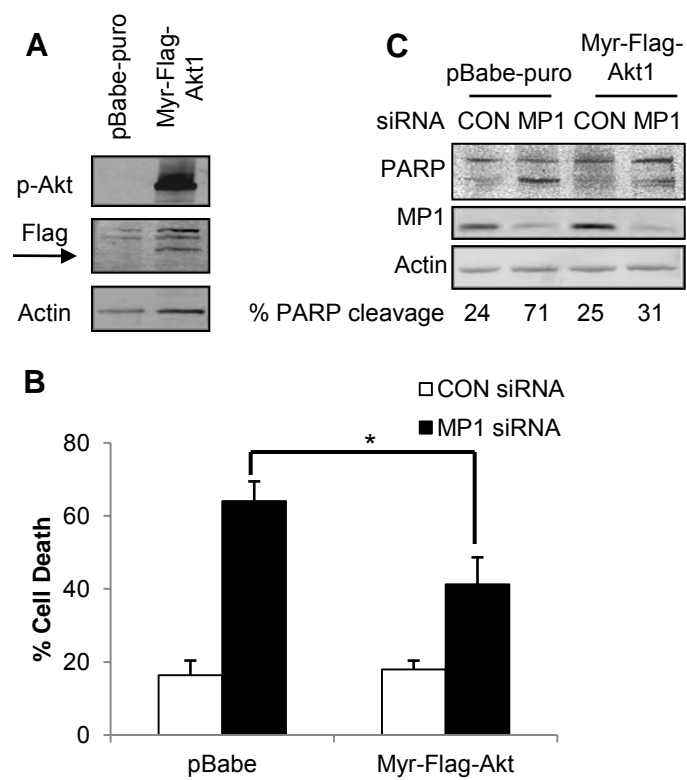 A
pBabe-puro
Myr-Flag-
Akt1
p-Akt
Flag
Actin
C
pBabe-puro
Myr-Flag-
Akt1
siRNA CON MP1 CON MP1
PARP
MP1
Actin
% PARP cleavage 24 71 25 31
B
CON siRNA
MP1 siRNA
*
% Cell Death
80
60
40
20
0
pBabe
Myr-Flag-Akt